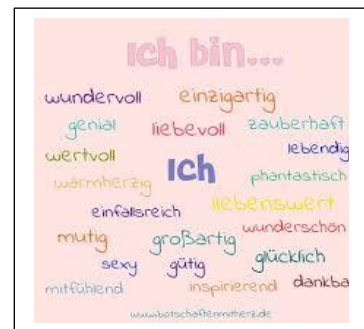 Ich bin...
wundervoll einzigartig
genial liebevoll zauberhaft
wertvoll lebendig
Ich
warmherzig phantastisch
einfallsreich liebenswert
mutig großartig wunderschön
sexy gütig glücklich
mitfühlend inspirierend dankba
www.botschaftenmitherz.de